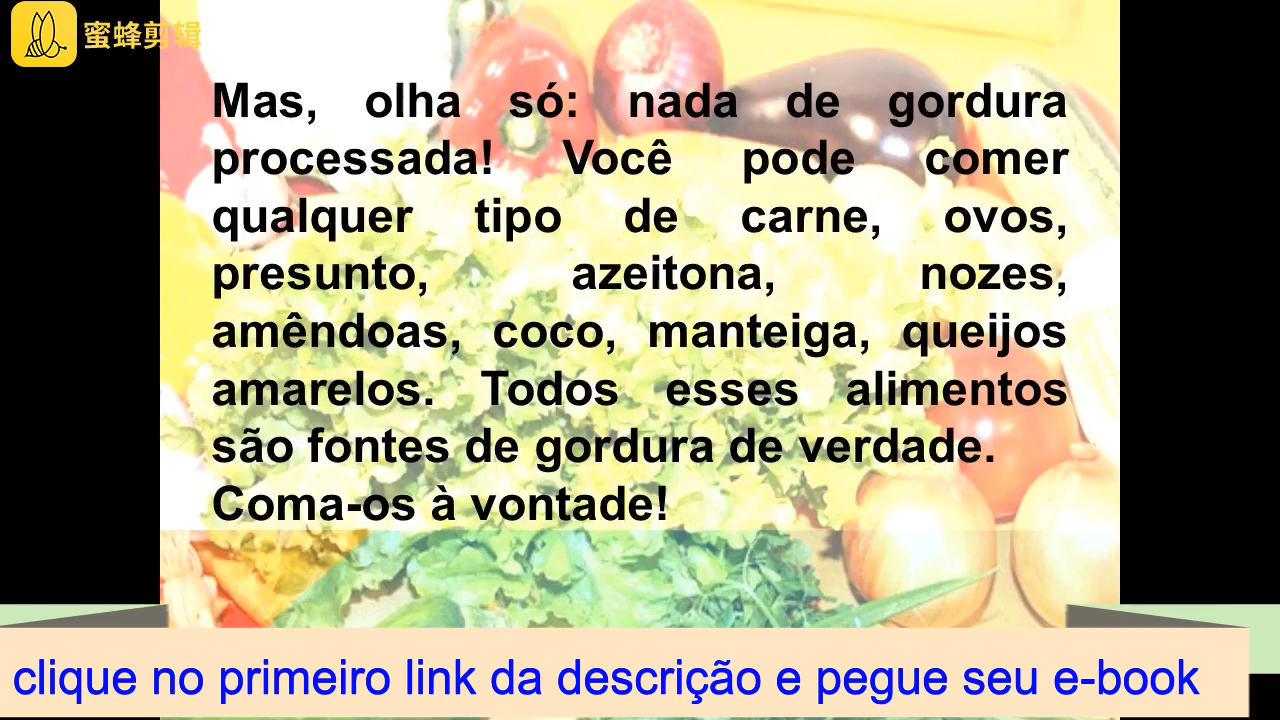 蜜蜂剪辑
Mas, olha só: nada de gordura
processada! Você pode comer
qualquer tipo de carne, ovos,
presunto, azeitona, nozes,
amêndoas, coco, manteiga, queijos
amarelos. Todos esses alimentos
são fontes de gordura de verdade.
Coma-os à vontade!
clique no primeiro link da descrição e pegue seu e-book